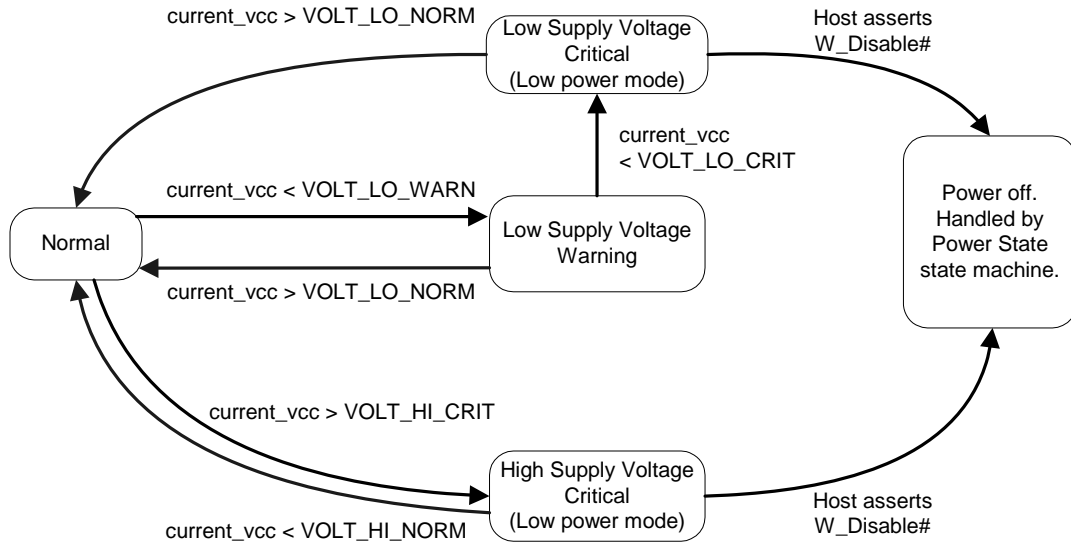 current_vcc > VOLT_LO_NORM
Host asserts
W_Disable#
Low Supply Voltage
Critical
(Low power mode)
current_vcc
< VOLT_LO_CRIT
current_vcc < VOLT_LO_WARN
Normal
Low Supply Voltage
Warning
Power off.
Handled by
Power State
state machine.
current_vcc > VOLT_LO_NORM
current_vcc > VOLT_HI_CRIT
High Supply Voltage
Critical
(Low power mode)
current_vcc < VOLT_HI_NORM
Host asserts
W_Disable#